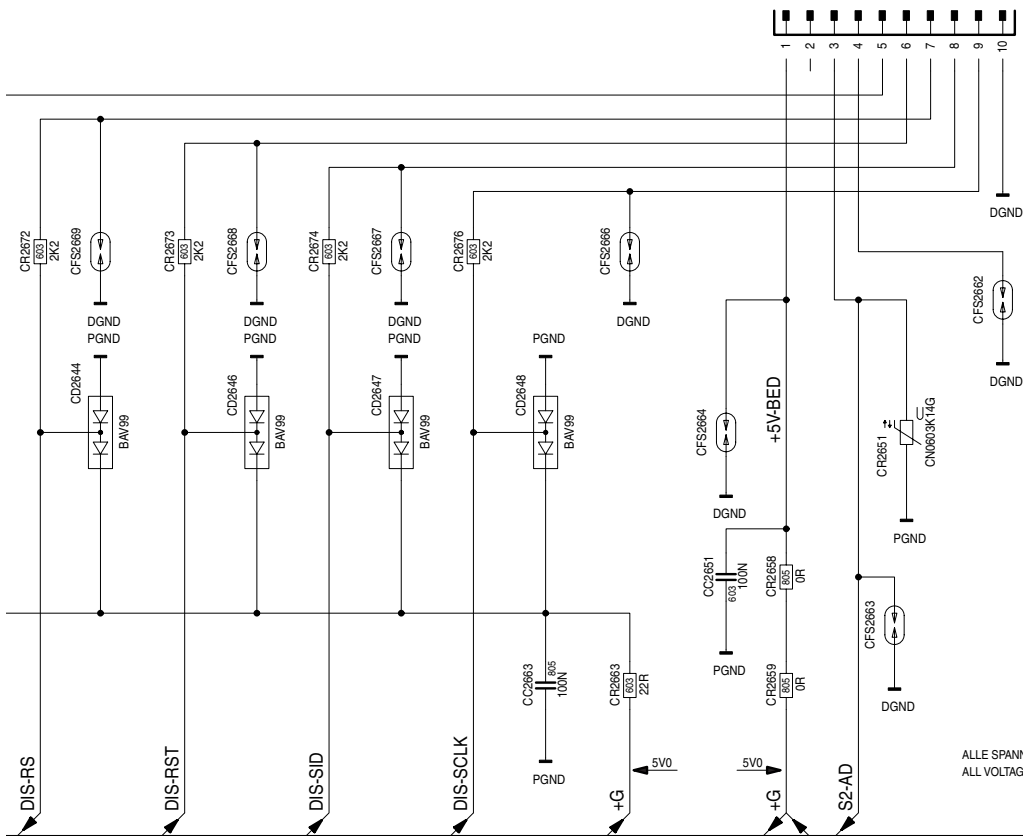 1
2
3
4
5
6
7
8
9
10
DGND
CR2672
603
2K2
CFS2669
CR2673
603
2K2
CFS2668
CR2674
603
2K2
CFS2667
CR2676
603
2K2
CFS2666
CFS2662
DGND
DGND
DGND
DGND
PGND
PGND
PGND
PGND
DGND
CD2644
BAV99
CD2646
BAV99
CD2647
BAV99
CD2648
BAV99
CFS2664
+5V-BED
CR2651
U
CN0603K14G
DGND
PGND
CC2651
603
100N
CR2658
805
0R
CFS2663
PGND
CC2663
805
100N
CR2663
603
22R
CR2659
805
0R
DGND
DIS-RS
DIS-RST
DIS-SID
DIS-SCLK
PGND
+G
5V0
5V0
+G
S2-AD
ALLE SPANN
ALL VOLTAG